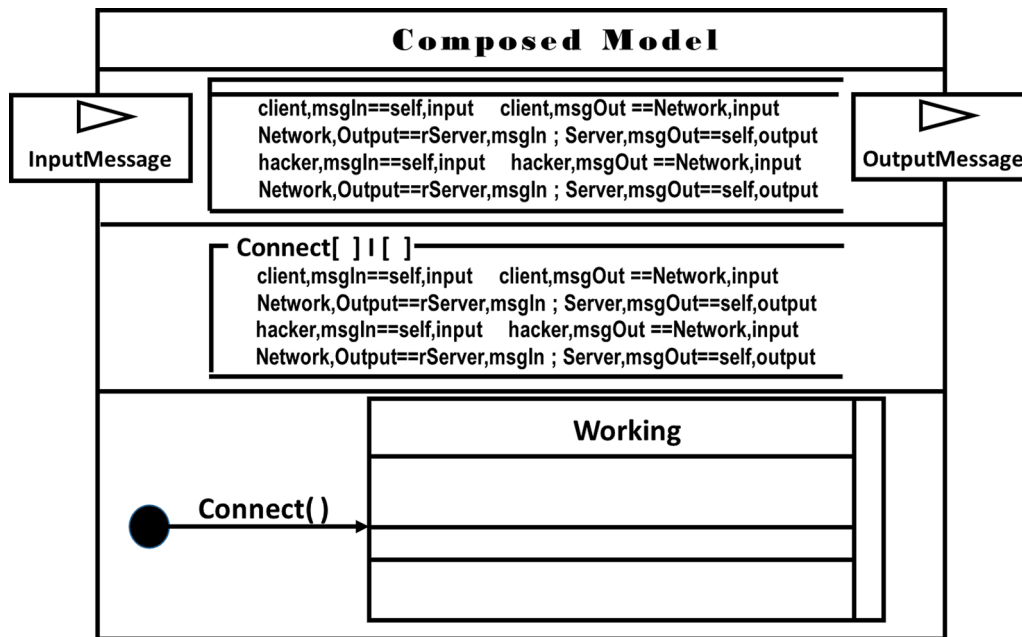 Composed Model
InputMessage
OutputMessage
client,msgIn==self,input client,msgOut ==Network,input
Network,Output==rServer,msgIn ; Server,msgOut==self,output
hacker,msgIn==self,input hacker,msgOut ==Network,input
Network,Output==rServer,msgIn ; Server,msgOut==self,output
Connect[ ] I [ ]
client,msgIn==self,input client,msgOut ==Network,input
Network,Output==rServer,msgIn ; Server,msgOut==self,output
hacker,msgIn==self,input hacker,msgOut ==Network,input
Network,Output==rServer,msgIn ; Server,msgOut==self,output
Working
Connect( )